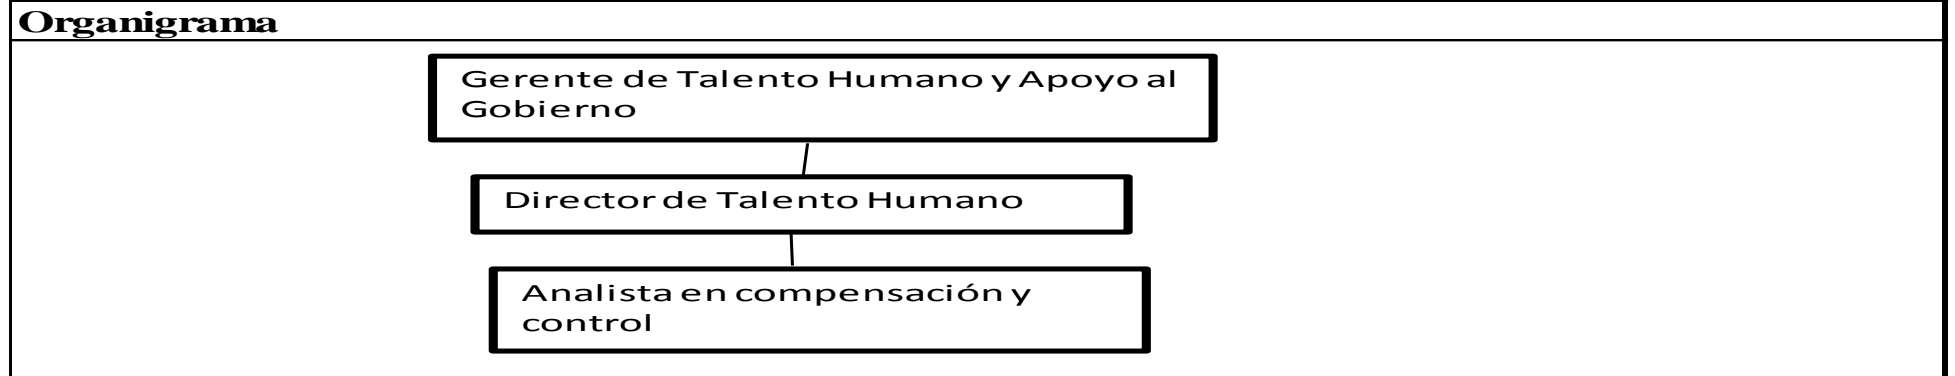 Organigrama
Gerente de Talento Humano y Apoyo al
Gobierno
Director de Talento Humano
Analista en compensación y
control